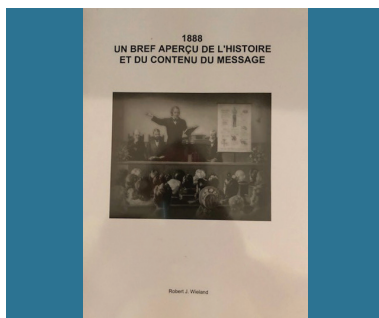 1888
UN BREF APERÇU DE L'HISTOIRE
ET DU CONTENU DU MESSAGE
Robert J. Wieland